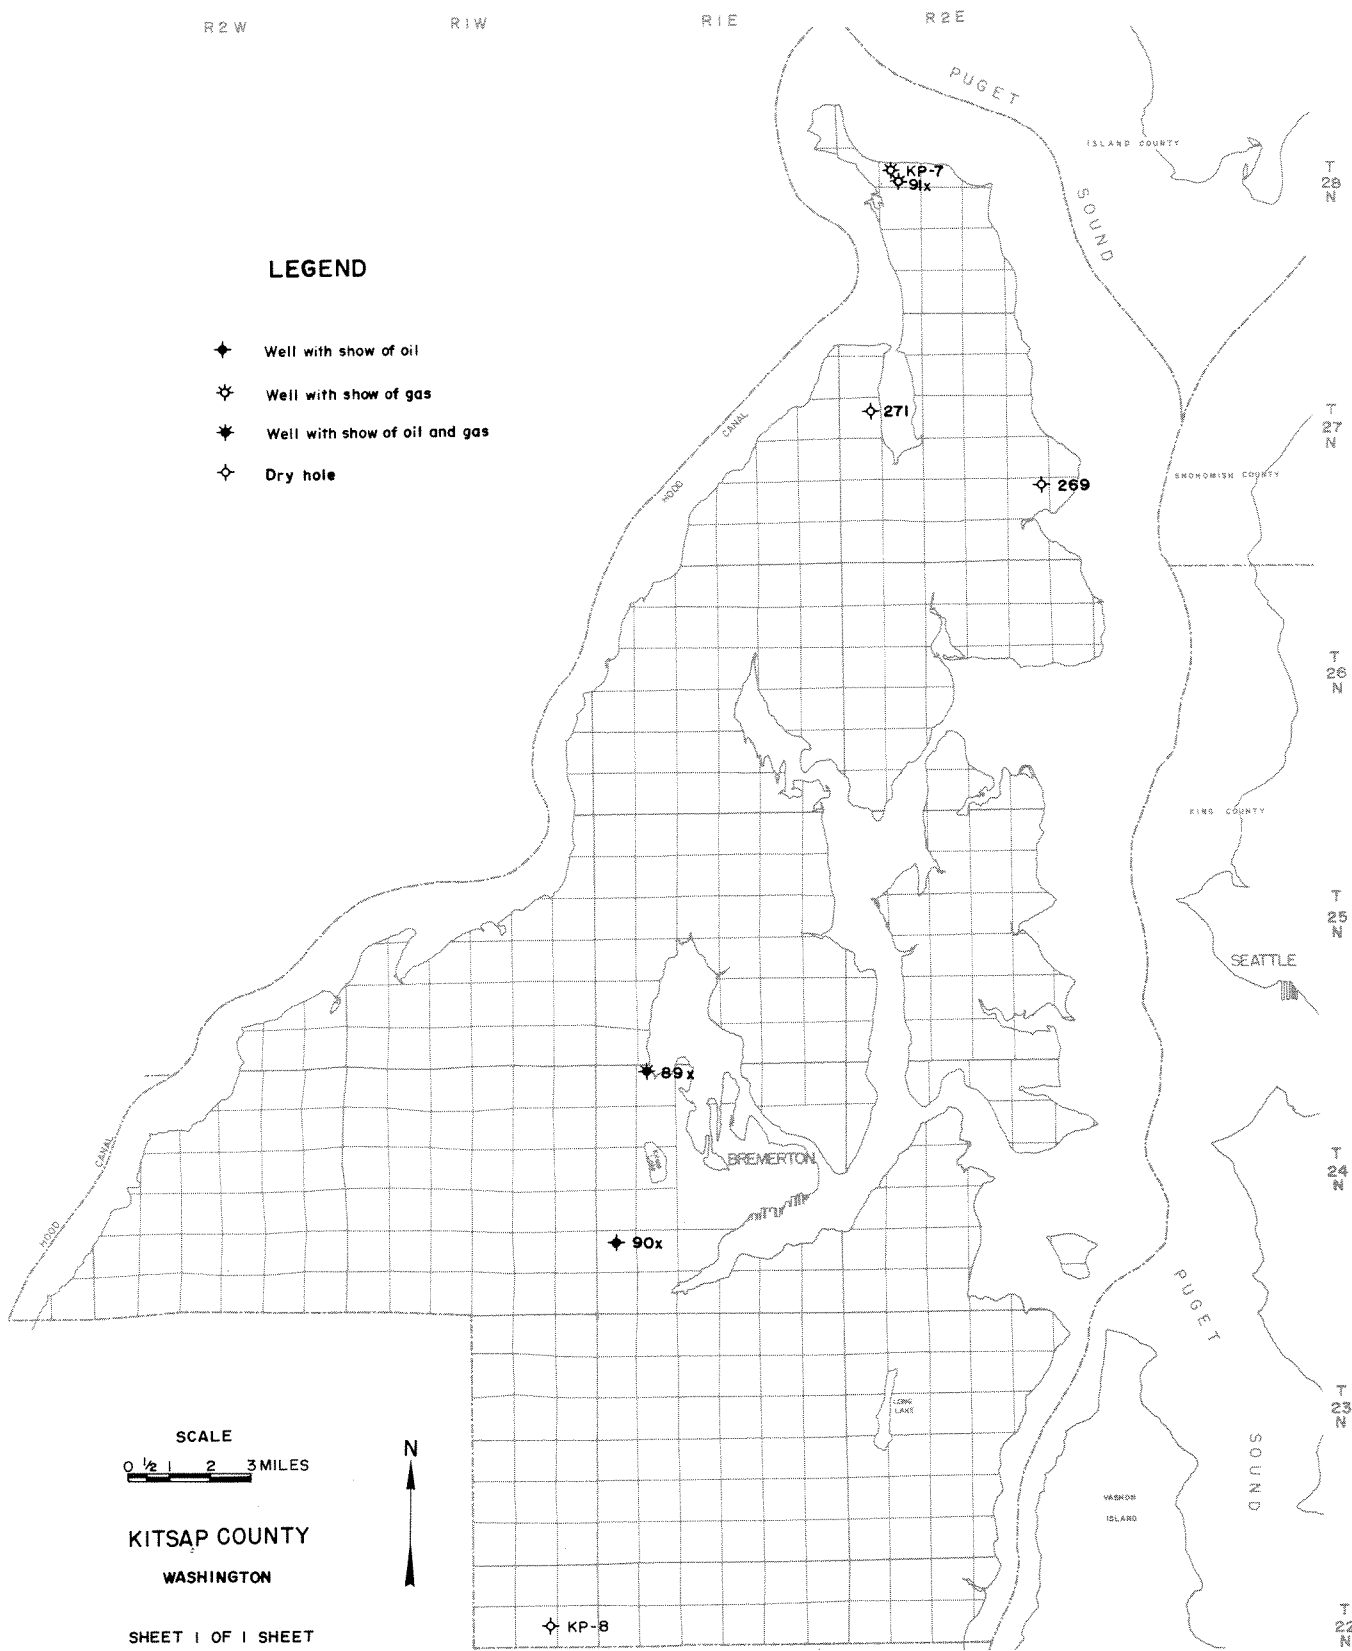 R2W R1W R1E R2E
PUGET
SOUND
ISLAND COUNTY
T
28
N
KP-7
91x
LEGEND
Well with show of oil
Well with show of gas
Well with show of oil and gas
Dry hole
271
269
HOOD CANAL
T
27
N
SNOHOMISH COUNTY
T
26
N
KING COUNTY
T
25
N
SEATTLE
89x
BREMERTON
T
24
N
HOOD CANAL
90x
PUGET
SOUND
LONG
LAKE
T
23
N
VASHON
ISLAND
SCALE
0 ½ 1 2 3 MILES
N
KITSAP COUNTY
WASHINGTON
SHEET 1 OF 1 SHEET
KP-8
T
22
N